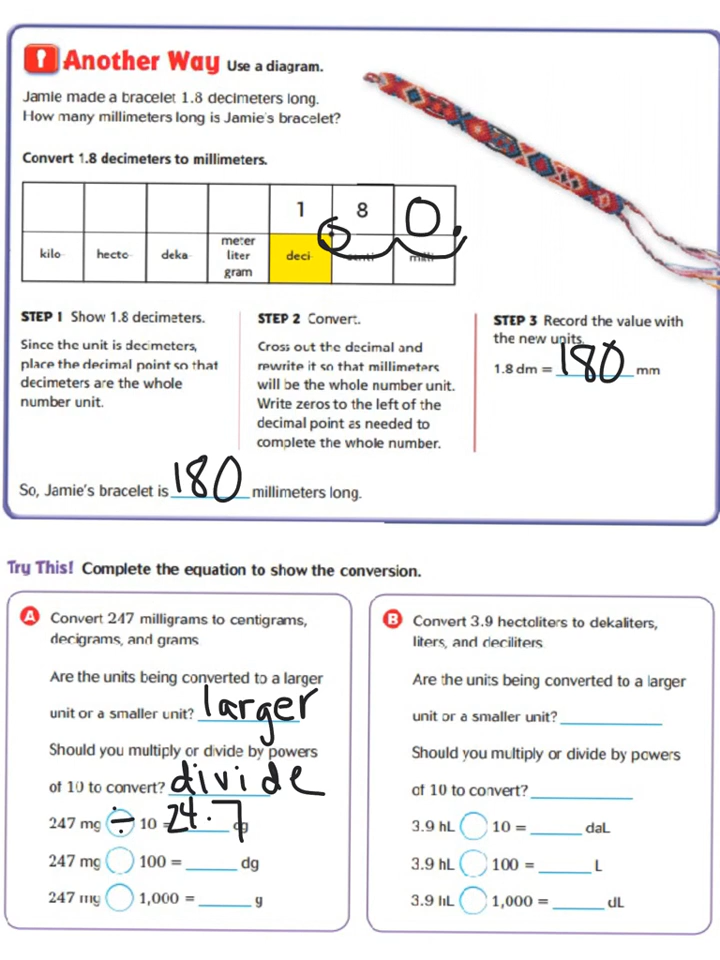 Another Way Use a diagram.
Jamie made a bracelet 1.8 decimeters long.
How many millimeters long is Jamie's bracelet?
Convert 1.8 decimeters to millimeters.
1 8 0.
kilo- hecto- deka- meter liter gram deci- centi- milli-
STEP 1 Show 1.8 decimeters.
Since the unit is decimeters,
place the decimal point so that
decimeters are the whole
number unit.
STEP 2 Convert.
Cross out the decimal and
rewrite it so that millimeters
will be the whole number unit.
Write zeros to the left of the
decimal point as needed to
complete the whole number.
STEP 3 Record the value with
the new units.
1.8 dm = 180 mm
So, Jamie's bracelet is 180 millimeters long.
Try This! Complete the equation to show the conversion.
A Convert 247 milligrams to centigrams,
decigrams, and grams
Are the units being converted to a larger
unit or a smaller unit? larger
Should you multiply or divide by powers
of 10 to convert? divide
247 mg ÷ 10 = 24.7
247 mg 100 = dg
247 mg 1,000 = g
B Convert 3.9 hectoliters to dekaliters,
liters, and deciliters
Are the units being converted to a larger
unit or a smaller unit?
Should you multiply or divide by powers
of 10 to convert?
3.9 hL 10 = daL
3.9 hL 100 = L
3.9 hL 1,000 = dL